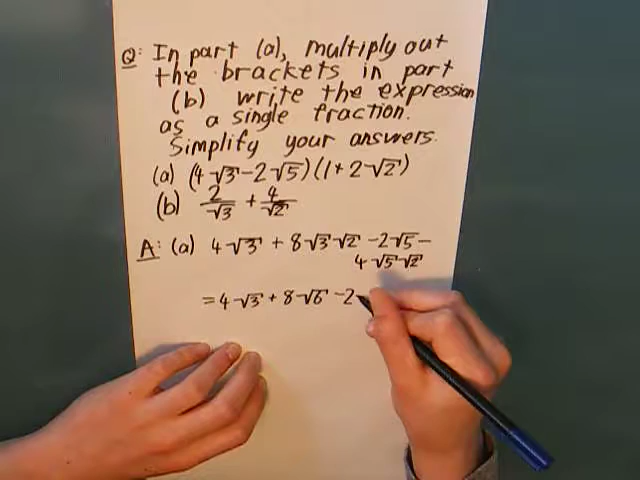 Q: In part (a), multiply out
the brackets in part
(b) write the expression
as a single fraction.
Simplify your answers.
(a) (4√3-2√5)(1+2√2)
(b) 2/√3 + 4/√2
A: (a) 4√3 + 8√3√2 -2√5-
4√5√2
=4√3+8√6 -2